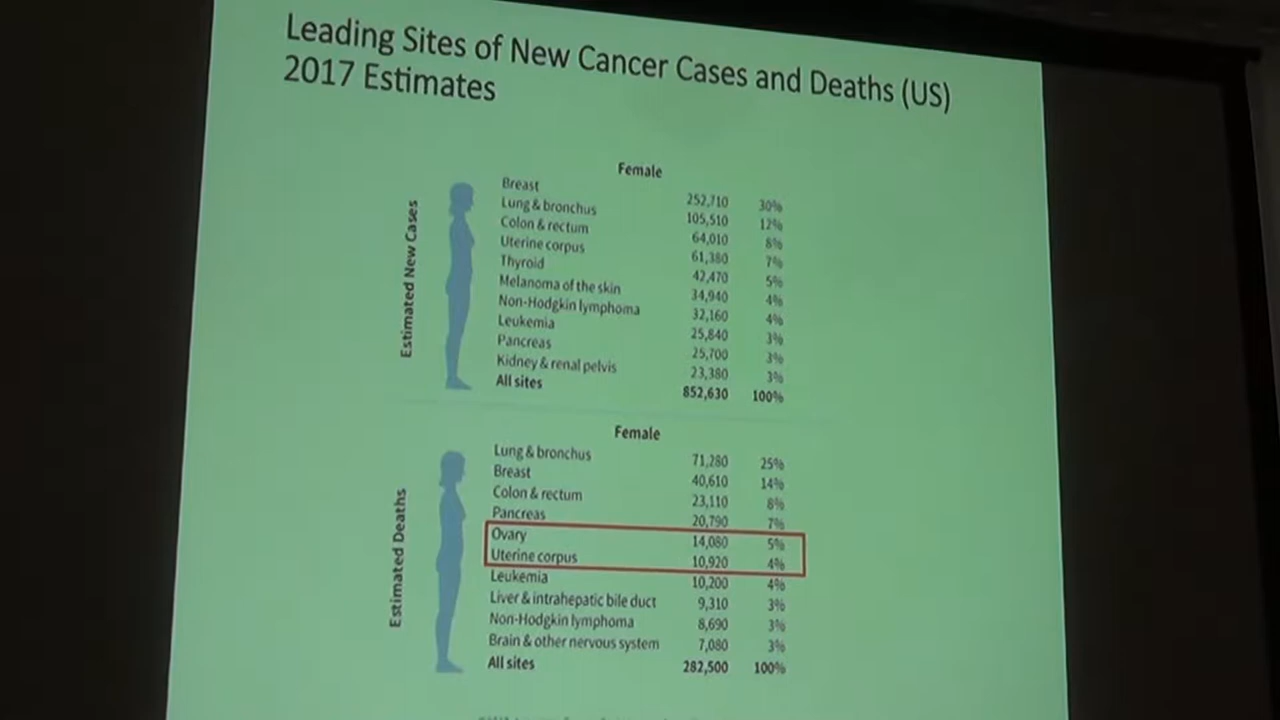 Leading Sites of New Cancer Cases and Deaths (US)
2017 Estimates
Estimated New Cases
Female
Breast 252,710 30%
Lung & bronchus 105,510 12%
Colon & rectum 64,010 8%
Uterine corpus 61,380 7%
Thyroid 42,470 5%
Melanoma of the skin 34,940 4%
Non-Hodgkin lymphoma 32,160 4%
Leukemia 25,840 3%
Pancreas 25,700 3%
Kidney & renal pelvis 23,380 3%
All sites 852,630 100%
Estimated Deaths
Female
Lung & bronchus 71,280 25%
Breast 40,610 14%
Colon & rectum 23,110 8%
Pancreas 20,790 7%
Ovary 14,080 5%
Uterine corpus 10,920 4%
Leukemia 10,200 4%
Liver & intrahepatic bile duct 9,310 3%
Non-Hodgkin lymphoma 8,690 3%
Brain & other nervous system 7,080 3%
All sites 282,500 100%